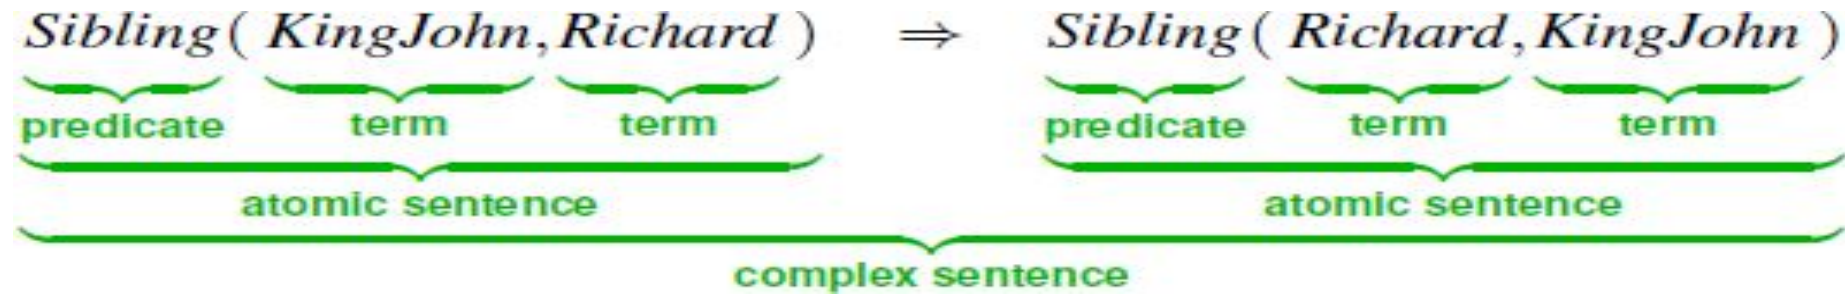 Sibling( KingJohn, Richard ) ⇒ Sibling( Richard, KingJohn )
predicate term term predicate term term
atomic sentence atomic sentence
complex sentence